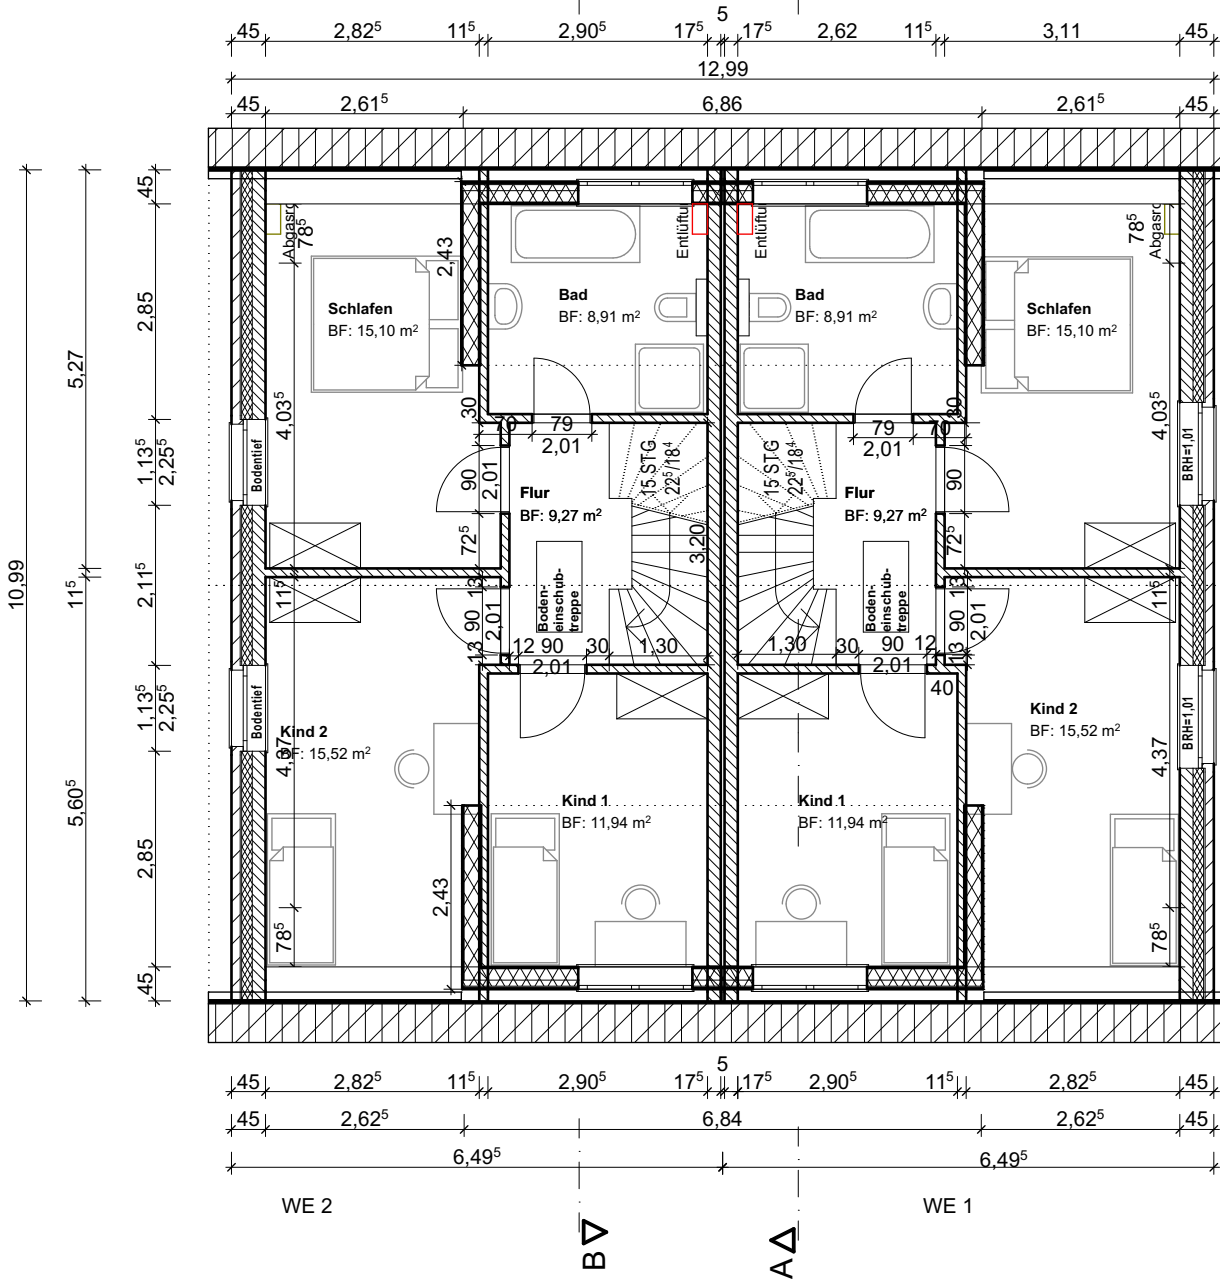 5
45 2,82⁵ 11⁵ 2,90⁵ 17⁵ 17⁵ 2,62 11⁵ 3,11 45
12,99
45 2,61⁵ 6,86 2,61⁵ 45
10,99
5,27
11⁵
5,60⁵
45
2,85
1,13⁵
2,25⁵
2,11⁵
1,13⁵
2,25⁵
2,85
45
Abgasro
78⁵
2,43
Schlafen
BF: 15,10 m²
4,03⁵
Bodentief
Bad
BF: 8,91 m²
Entlüftu
Entlüftu
Bad
BF: 8,91 m²
Schlafen
BF: 15,10 m²
78⁵
Abgasro
4,03⁵
BRH=1,01
30
70
79
2,01
90
2,01
72⁵
15 STG
22⁵/18⁴
15 STG
22⁵/18⁴
79
2,01
70
30
90
72⁵
Flur
BF: 9,27 m²
Flur
BF: 9,27 m²
3,20
Boden-
einschub-
treppe
Boden-
einschub-
treppe
11⁵
13
90
2,01
13
12 90 30 1,30
2,01
1,30 30 90 12
2,01
13
90
2,01
13
11⁵
40
Bodentief
Kind 2
BF: 15,52 m²
4,37
Kind 2
BF: 15,52 m²
4,37
BRH=1,01
Kind 1
BF: 11,94 m²
Kind 1
BF: 11,94 m²
2,43
78⁵
78⁵
5
45 2,82⁵ 11⁵ 2,90⁵ 17⁵ 17⁵ 2,90⁵ 11⁵ 2,82⁵ 45
45 2,62⁵ 6,84 2,62⁵ 45
6,49⁵ 6,49⁵
WE 2 WE 1
B
A